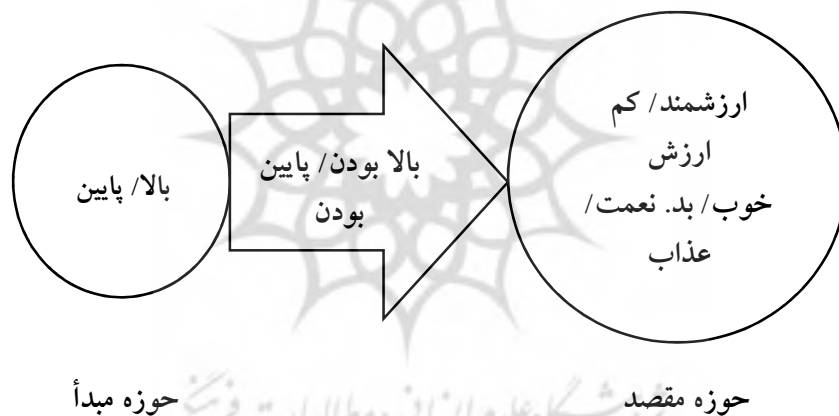 ارزشمند/ کم
ارزش
خوب/ بد. نعمت/
عذاب
بالا بودن/ پایین
بودن
بالا/ پایین
حوزه مقصد
حوزه مبدأ